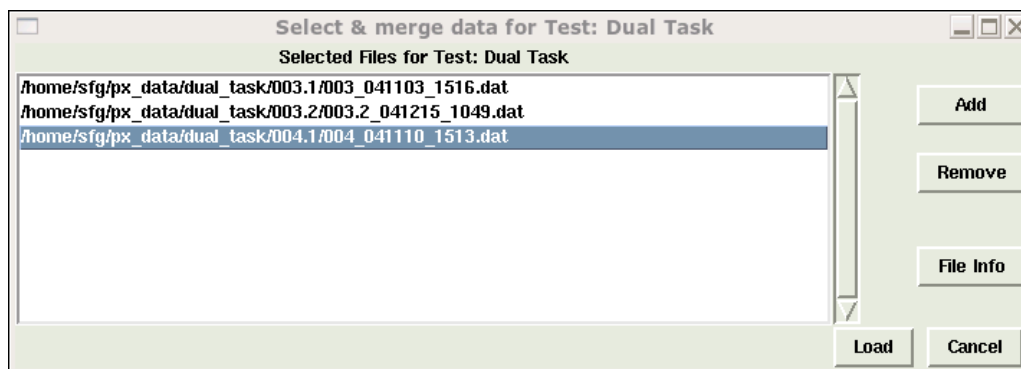 Select & merge data for Test: Dual Task
Selected Files for Test: Dual Task
/home/sfg/px_data/dual_task/003.1/003_041103_1516.dat
/home/sfg/px_data/dual_task/003.2/003.2_041215_1049.dat
/home/sfg/px_data/dual_task/004.1/004_041110_1513.dat
Add
Remove
File Info
Load Cancel